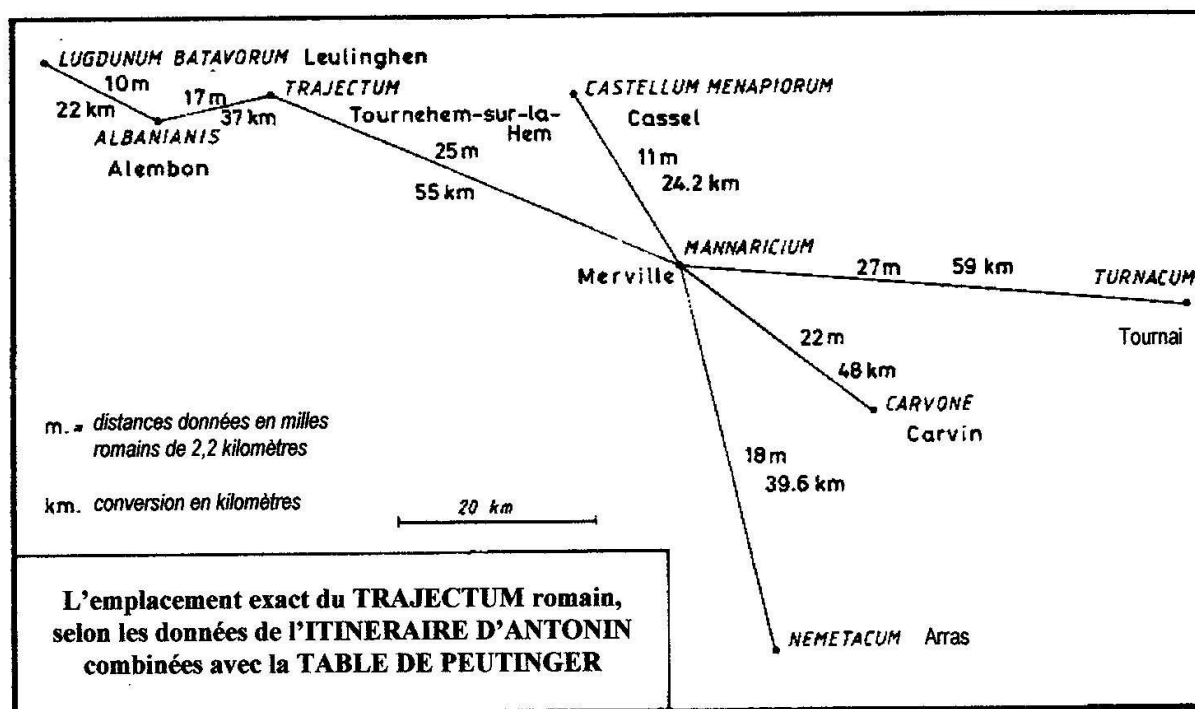 LUGDUNUM BATAVORUM Leulinghen
10m
22 km
17m
37 km
TRAJECTUM
Tournehem-sur-la-
Hem
ALBANIANIS
Alembon
CASTELLUM MENAPIORUM
Cassel
25m
55 km
11m
24.2 km
MANNARICIUM
Merville
27m 59 km
TURNACUM
Tournai
22m
48 km
CARVONE
Carvin
18m
39.6 km
NEMETACUM Arras
m. = distances données en milles
romains de 2,2 kilomètres
km. conversion en kilomètres
20 km
L'emplacement exact du TRAJECTUM romain,
selon les données de l'ITINERAIRE D'ANTONIN
combinées avec la TABLE DE PEUTINGER